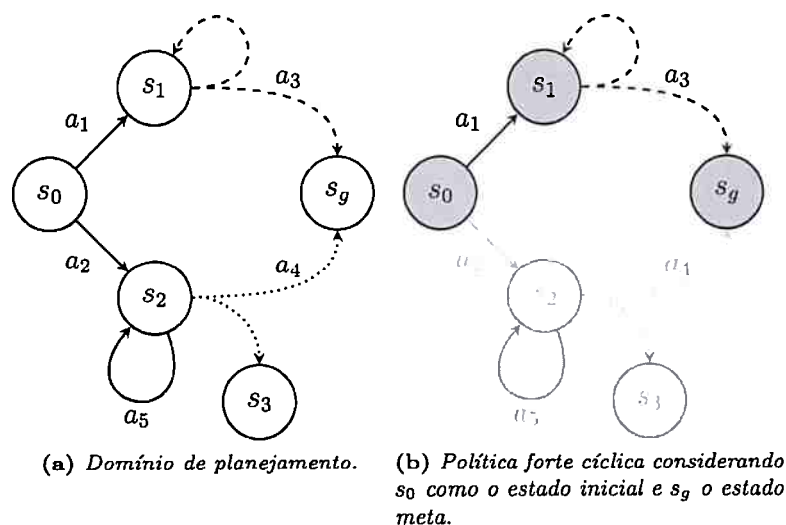 s1
a3
a1
s0
sg
a2
a4
s2
a5
s3
(a) Domínio de planejamento.
s1
a3
a1
s0
sg
(b) Política forte cíclica considerando
s0 como o estado inicial e sg o estado
meta.